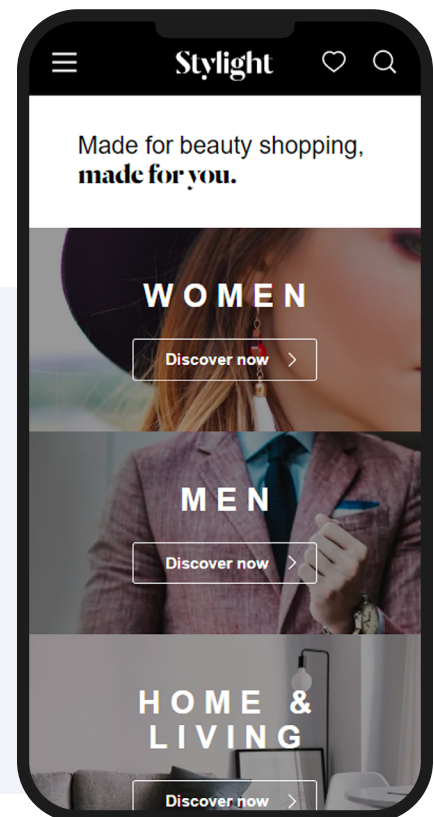 Stylight
Made for beauty shopping,
made for you.
WOMEN
Discover now
MEN
Discover now
HOME &
LIVING
Discover now